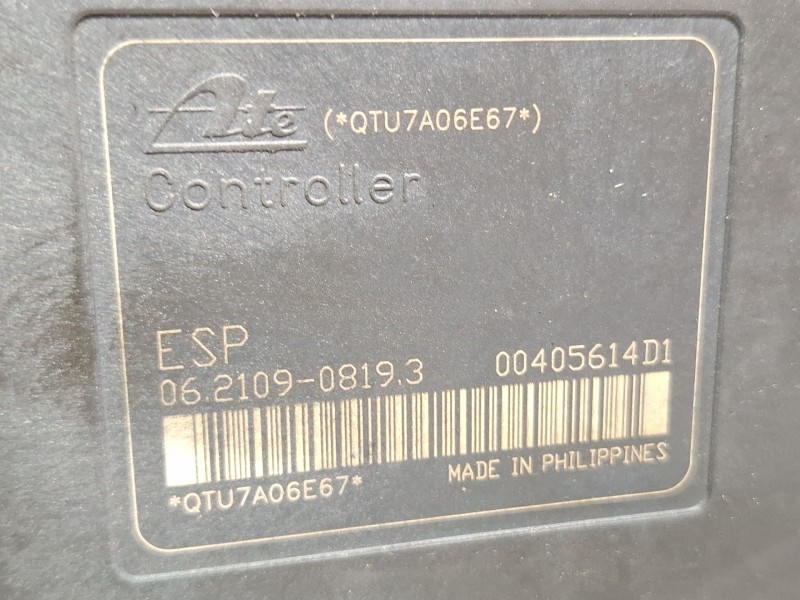 Ate (*QTU7A06E67*)
Controller
ESP
06.2109-0819.3 00405614D1
*QTU7A06E67* MADE IN PHILIPPINES